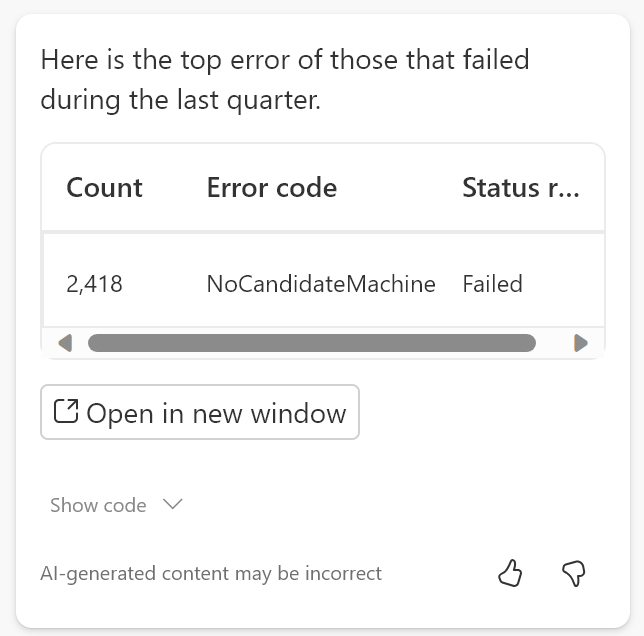 Here is the top error of those that failed
during the last quarter.
Count Error code Status r...
2,418 NoCandidateMachine Failed
Open in new window
Show code
AI-generated content may be incorrect